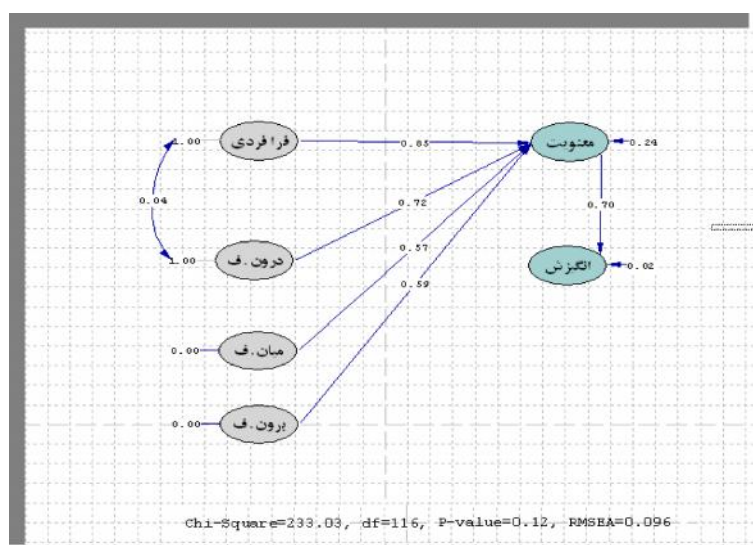 1.00
فرا فردی
0.83
معنویت
0.24
0.04
0.72
0.70
1.00
درون.ف
0.57
انگیزش
0.02
0.59
0.00
میان.ف
0.00
برون.ف
Chi-Square=233.03, df=116, P-value=0.12, RMSEA=0.096